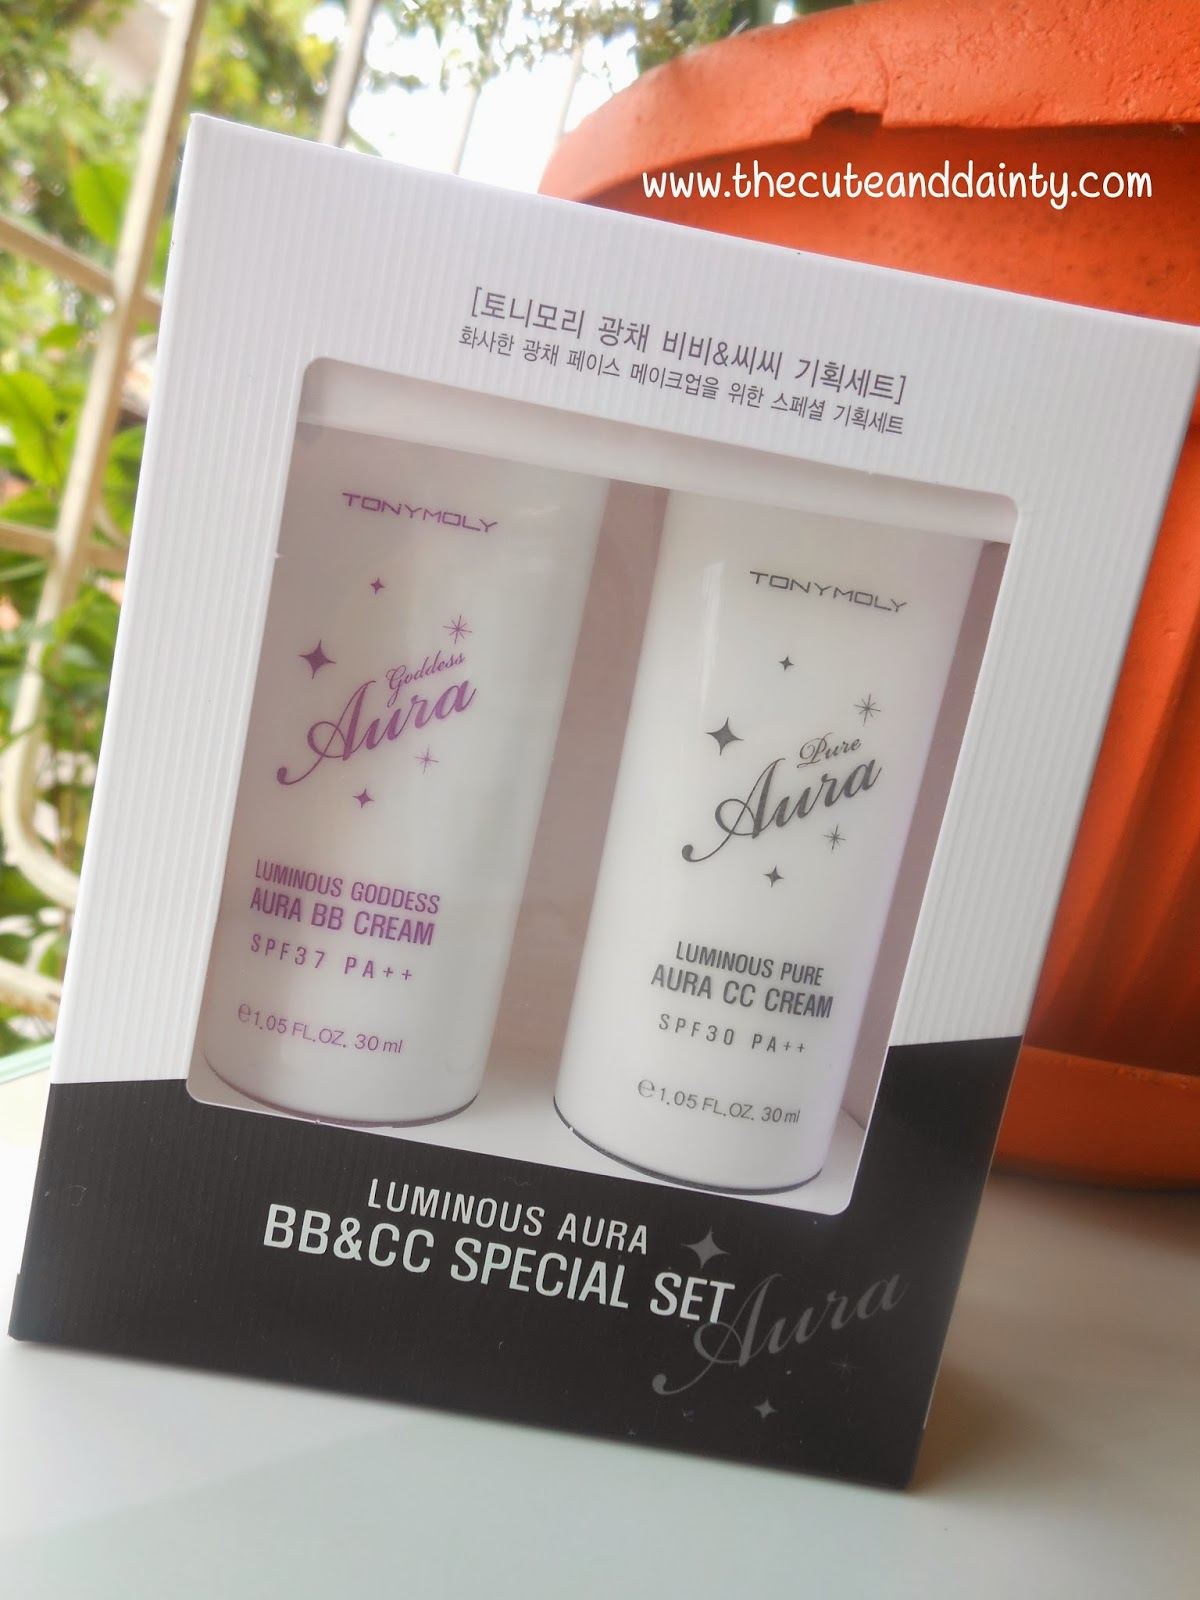 www.thecuteanddainty.com
[토니모리 광채 비비&씨씨 기획세트]
화사한 광채 페이스 메이크업을 위한 스페셜 기획세트
TONYMOLY
Goddess
Aura
LUMINOUS GODDESS
AURA BB CREAM
SPF37 PA++
℮1.05 FL.OZ. 30 ml
TONYMOLY
Pure
Aura
LUMINOUS PURE
AURA CC CREAM
SPF30 PA++
℮1.05 FL.OZ. 30 ml
LUMINOUS AURA
BB&CC SPECIAL SET
Aura